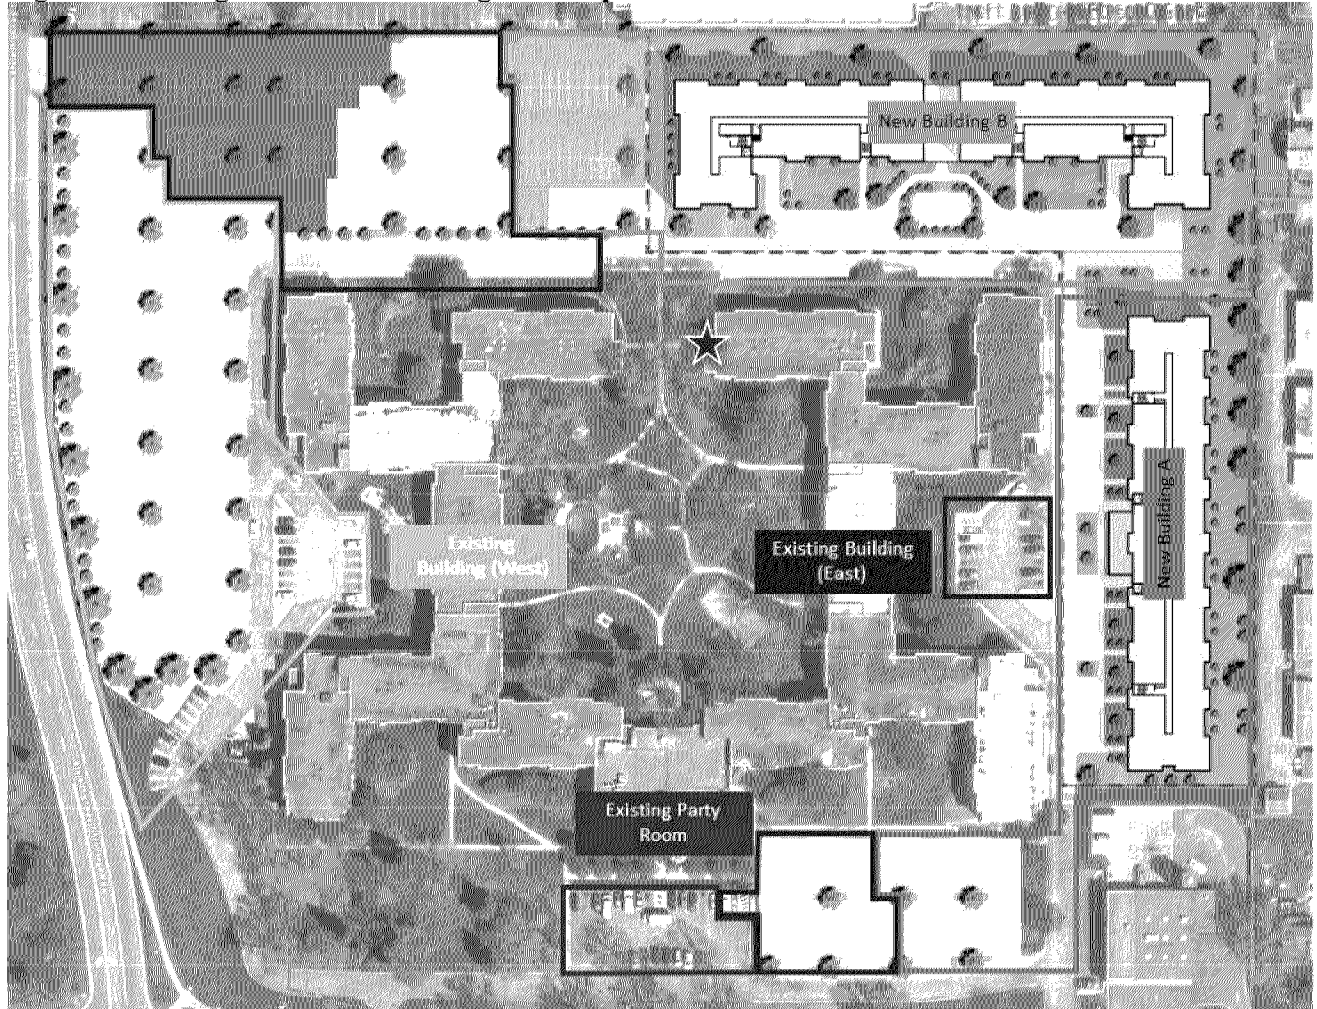 New Building B
Existing
Building (West)
Existing Building
(East)
New Building A
Existing Party
Room